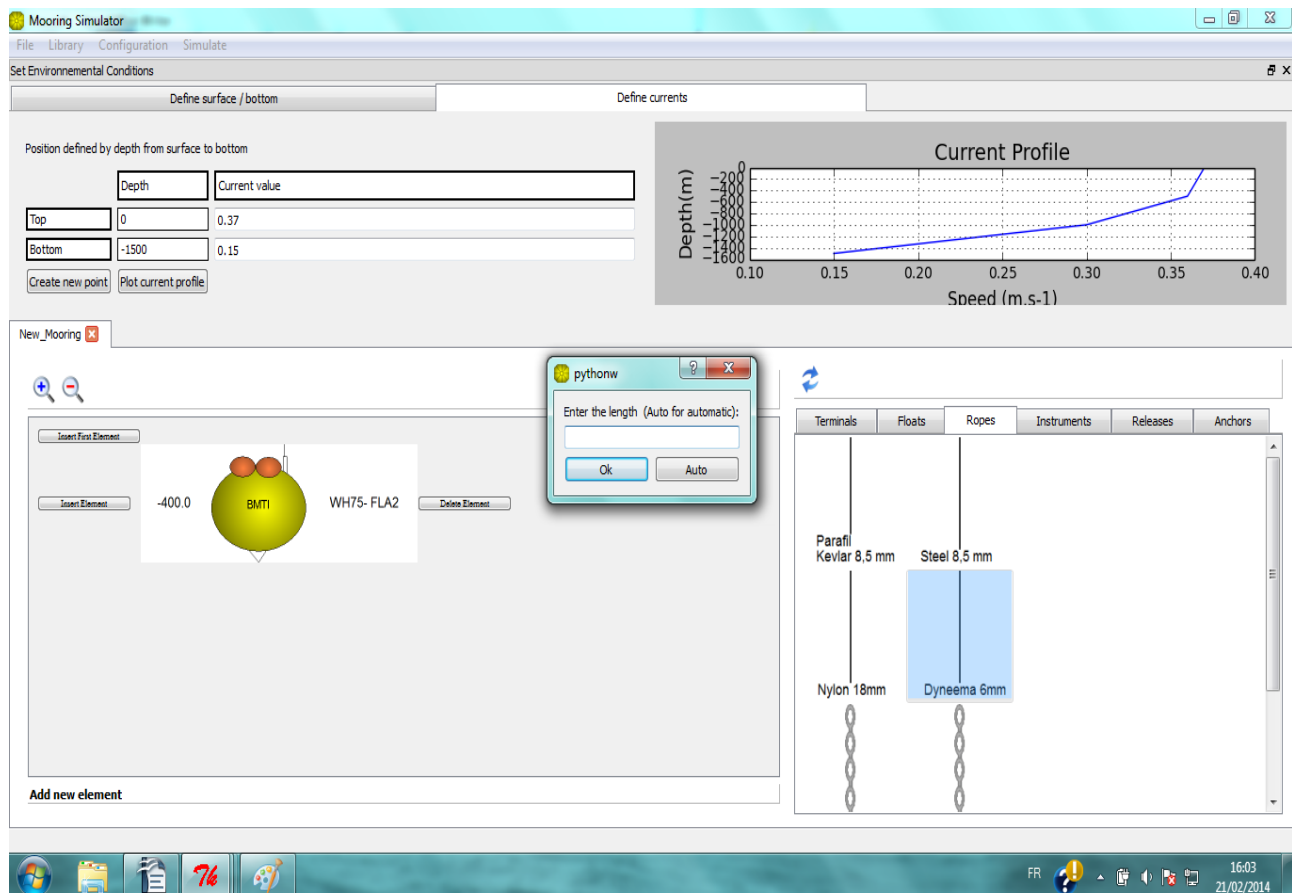 Mooring Simulator
File Library Configuration Simulate
Set Environnemental Conditions
Define surface / bottom
Define currents
Position defined by depth from surface to bottom
Depth Current value
Top 0 0.37
Bottom -1500 0.15
Create new point Plot current profile
Current Profile
Depth(m)
0
−200
−400
−600
−800
−1000
−1200
−1400
−1600
0.10 0.15 0.20 0.25 0.30 0.35 0.40
Speed (m.s-1)
New_Mooring
pythonw
Enter the length (Auto for automatic):
Ok Auto
Insert First Element
Insert Element -400.0 BMTI WH75- FLA2 Delete Element
Add new element
Terminals Floats Ropes Instruments Releases Anchors
Parafil
Kevlar 8,5 mm Steel 8,5 mm
Nylon 18mm Dyneema 6mm
FR
16:03
21/02/2014